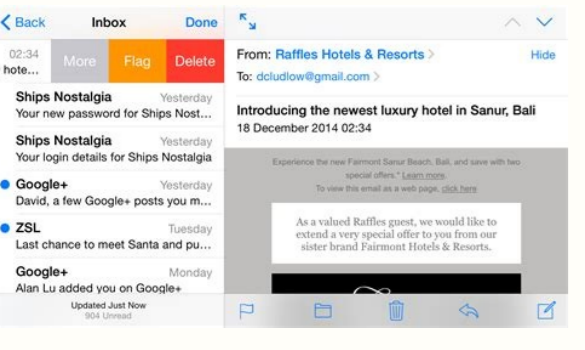 Back Inbox Done
02:34
hote...
More Flag Delete
Ships Nostalgia Yesterday
Your new password for Ships Nost...
Ships Nostalgia Yesterday
Your login details for Ships Nostalgia
Google+ Yesterday
David, a few Google+ posts you m...
ZSL Tuesday
Last chance to meet Santa and pu...
Google+ Monday
Alan Lu added you on Google+
Updated Just Now
904 Unread
From: Raffles Hotels & Resorts Hide
To: dcludlow@gmail.com
Introducing the newest luxury hotel in Sanur, Bali
18 December 2014 02:34
Experience the new Fairmont Sanur Beach, Bali, and save with two
special offers.* Learn more.
To view this email as a web page, click here
As a valued Raffles guest, we would like to
extend a very special offer to you from our
sister brand Fairmont Hotels & Resorts.